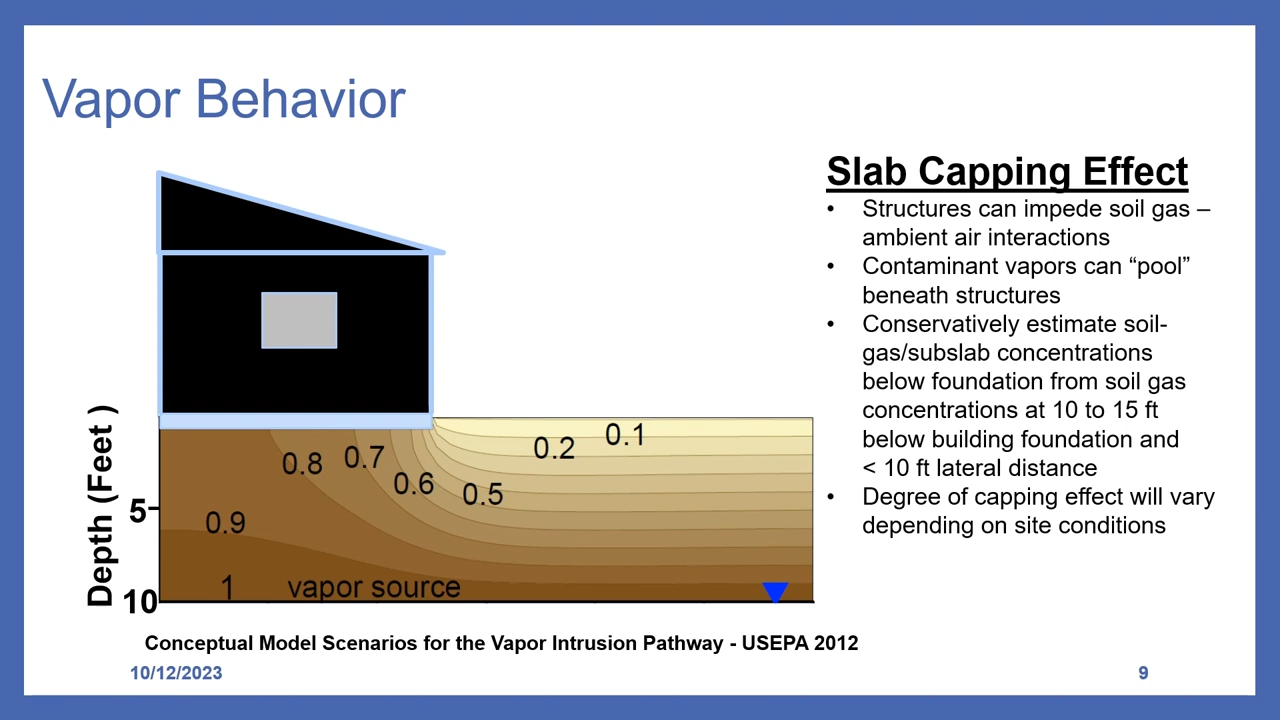 Vapor Behavior
Slab Capping Effect
• Structures can impede soil gas –
ambient air interactions
• Contaminant vapors can “pool”
beneath structures
• Conservatively estimate soil-
gas/subslab concentrations
below foundation from soil gas
concentrations at 10 to 15 ft
below building foundation and
< 10 ft lateral distance
• Degree of capping effect will vary
depending on site conditions
Depth (Feet )
5
10
0.9
0.8
0.7
0.6
0.5
0.2
0.1
1
vapor source
Conceptual Model Scenarios for the Vapor Intrusion Pathway - USEPA 2012
10/12/2023
9